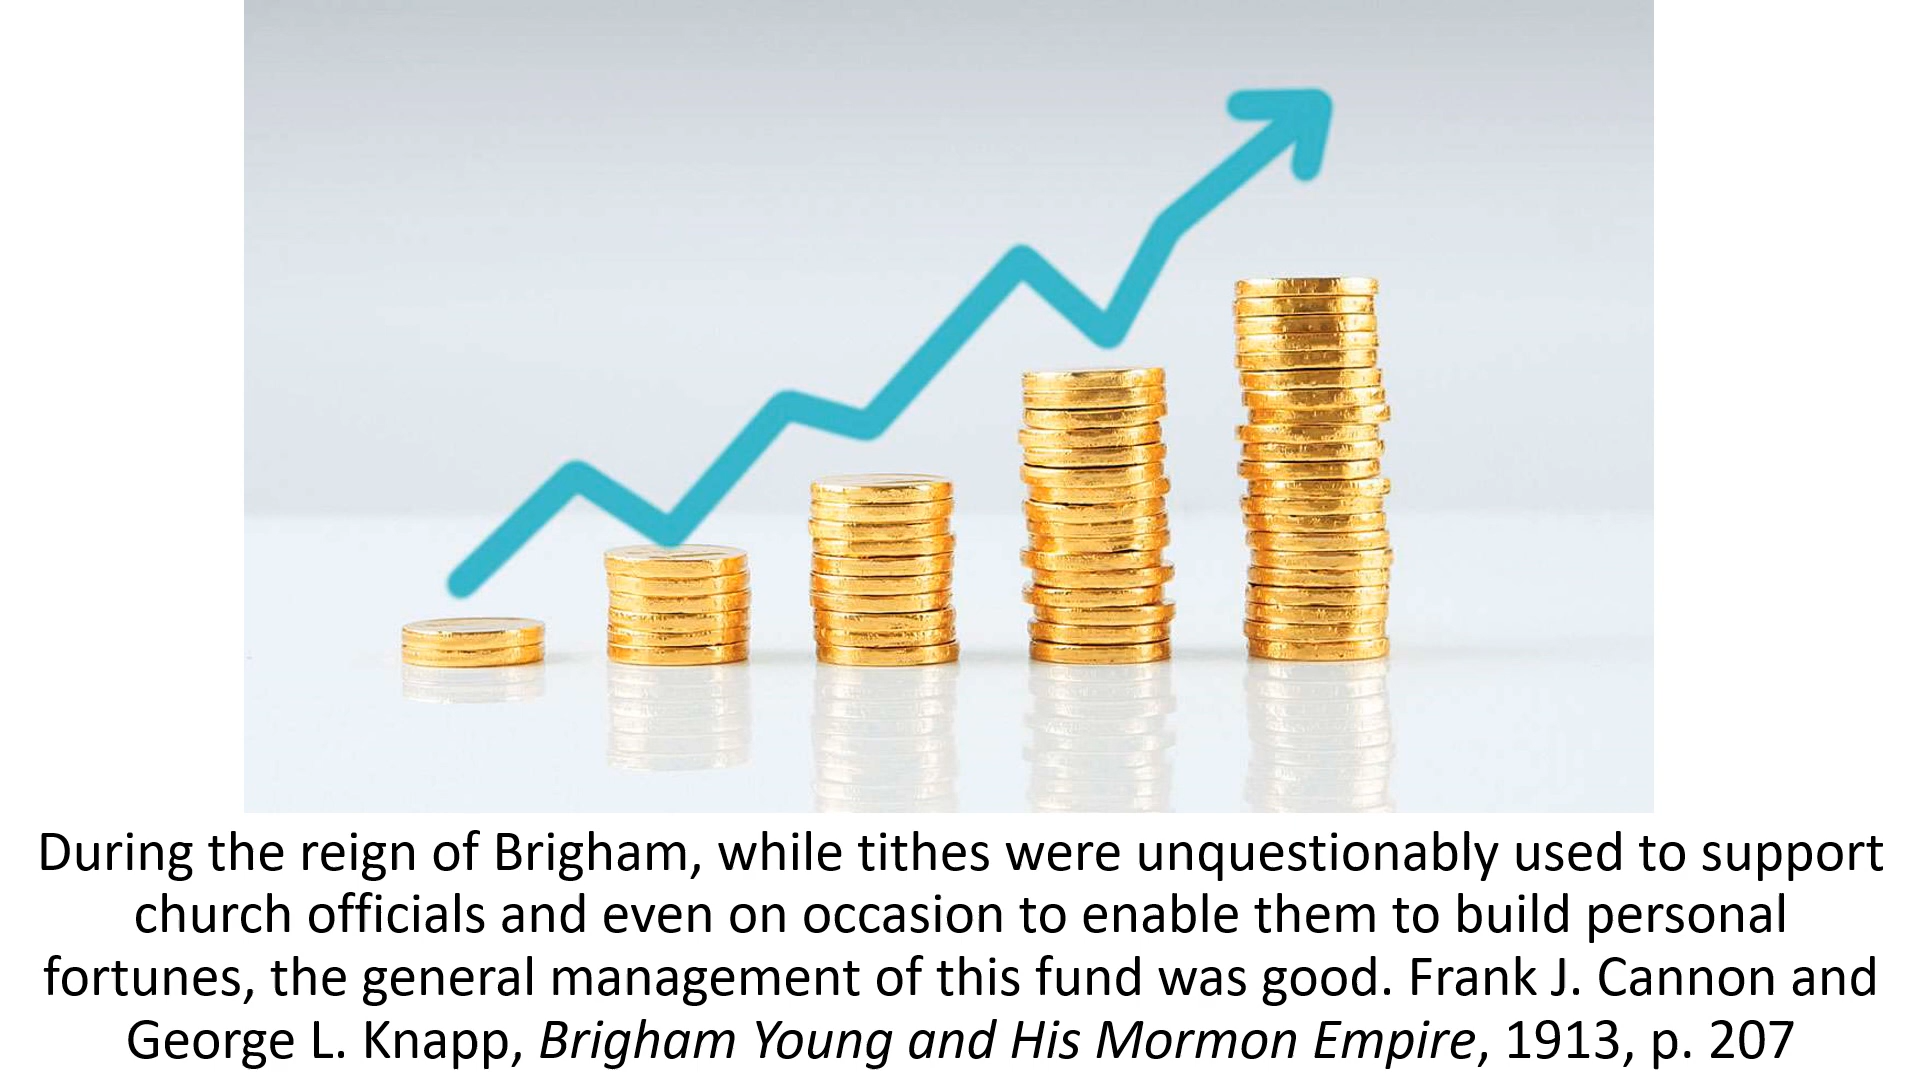 During the reign of Brigham, while tithes were unquestionably used to support
church officials and even on occasion to enable them to build personal
fortunes, the general management of this fund was good. Frank J. Cannon and
George L. Knapp, Brigham Young and His Mormon Empire, 1913, p. 207